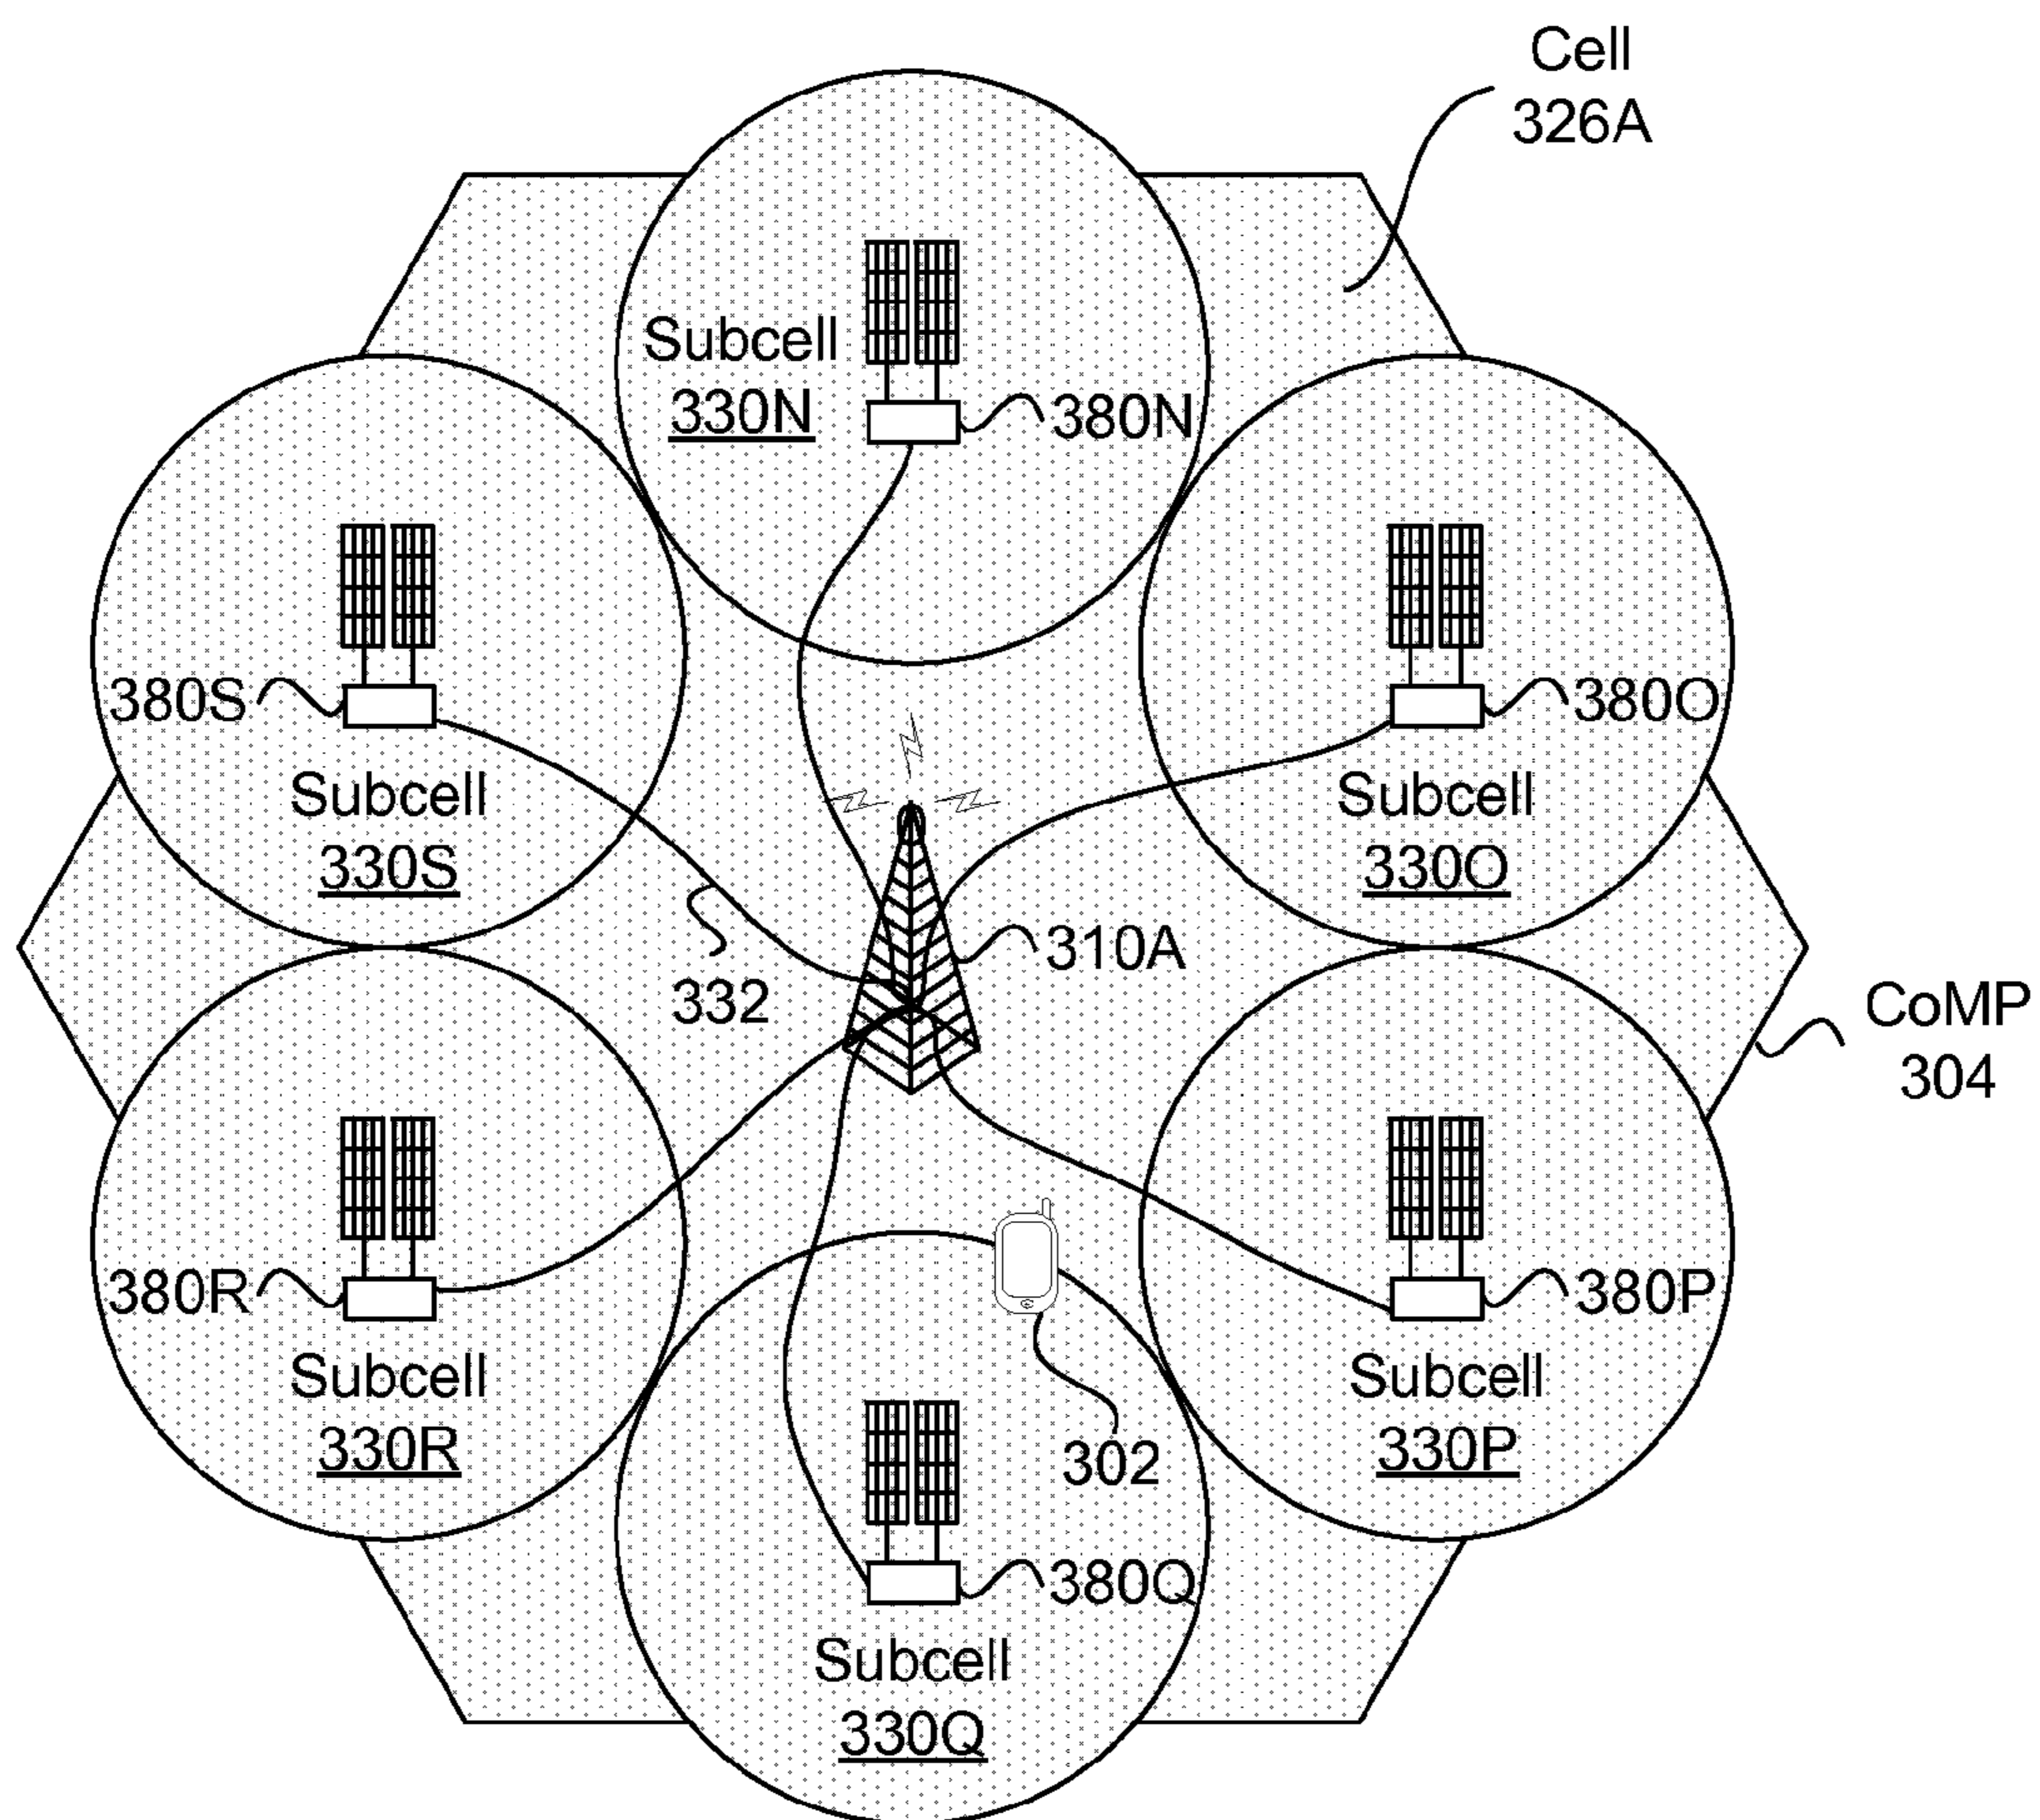 Cell
326A
Subcell
330N
380N
380S
380O
Subcell
330S
Subcell
330O
310A
332
CoMP
304
380R
380P
Subcell
330R
Subcell
330P
302
380Q
Subcell
330Q